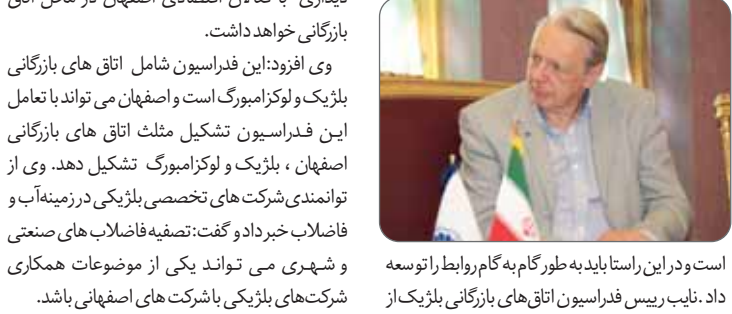 است و در این راستا باید به طور گام به گام روابط را توسعه
داد .نایب رییس فدراسیون اتاق‌های بازرگانی بلژیک از
دیداری با فعالان اقتصادی اصفهان در محل اتاق
بازرگانی خواهد داشت.
وی افزود:این فدراسیون شامل اتاق های بازرگانی
بلژیک و لوکزامبورگ است و اصفهان می تواند با تعامل
این فدراسیون تشکیل مثلث اتاق های بازرگانی
اصفهان ، بلژیک و لوکزامبورگ تشکیل دهد. وی از
توانمندی شرکت های تخصصی بلژیکی در زمینه آب و
فاضلاب خبر داد و گفت: تصفیه فاضلاب های صنعتی
و شهری می تواند یکی از موضوعات همکاری
شرکت‌های بلژیکی با شرکت های اصفهانی باشد.